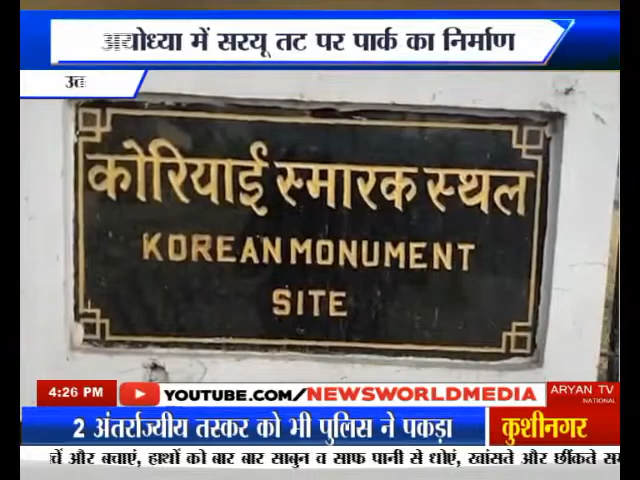 अयोध्या में सरयू तट पर पार्क का निर्माण
कोरियाई स्मारक स्थल
KOREAN MONUMENT
SITE
4:26 PM
YOUTUBE.COM/NEWSWORLDMEDIA
ARYAN TV
NATIONAL
2 अंतर्राज्यीय तस्कर को भी पुलिस ने पकड़ा
कुशीनगर
और बचाएं, हाथों को बार बार साबुन व साफ पानी से धोएं, खांसते और छींकते